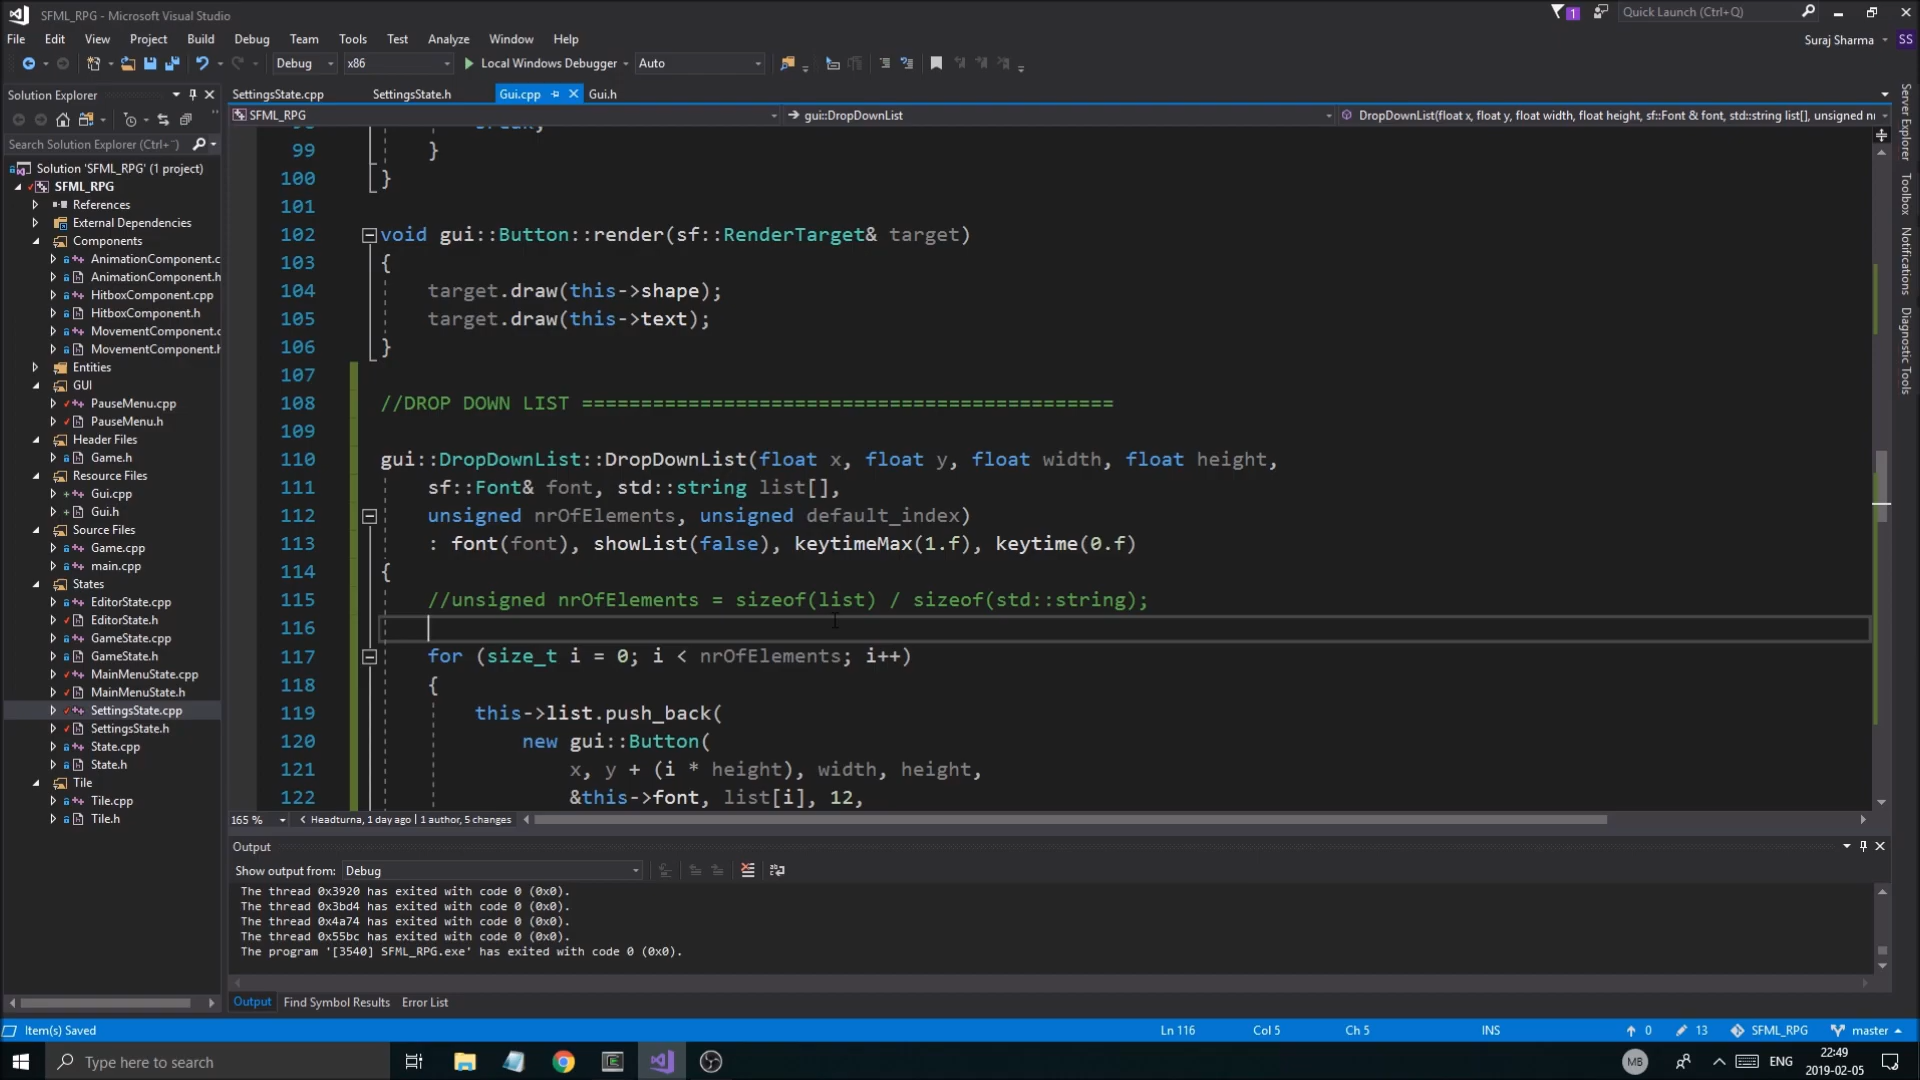 SFML_RPG - Microsoft Visual Studio
1
Quick Launch (Ctrl+Q)
File Edit View Project Build Debug Team Tools Test Analyze Window Help
Suraj Sharma
SS
Debug
x86
Local Windows Debugger
Auto
Solution Explorer
SettingsState.cpp
SettingsState.h
Gui.cpp
Gui.h
SFML_RPG
gui::DropDownList
DropDownList(float x, float y, float width, float height, sf::Font & font, std::string list[], unsigned nr
Search Solution Explorer (Ctrl+¨)
Solution 'SFML_RPG' (1 project)
SFML_RPG
References
External Dependencies
Components
AnimationComponent.c
AnimationComponent.h
HitboxComponent.cpp
HitboxComponent.h
MovementComponent.c
MovementComponent.h
Entities
GUI
PauseMenu.cpp
PauseMenu.h
Header Files
Game.h
Resource Files
Gui.cpp
Gui.h
Source Files
Game.cpp
main.cpp
States
EditorState.cpp
EditorState.h
GameState.cpp
GameState.h
MainMenuState.cpp
MainMenuState.h
SettingsState.cpp
SettingsState.h
State.cpp
State.h
Tile
Tile.cpp
Tile.h
99 }
100 }
101
102 void gui::Button::render(sf::RenderTarget& target)
103 {
104 target.draw(this->shape);
105 target.draw(this->text);
106 }
107
108 //DROP DOWN LIST =============================================
109
110 gui::DropDownList::DropDownList(float x, float y, float width, float height,
111 sf::Font& font, std::string list[],
112 unsigned nrOfElements, unsigned default_index)
113 : font(font), showList(false), keytimeMax(1.f), keytime(0.f)
114 {
115 //unsigned nrOfElements = sizeof(list) / sizeof(std::string);
116
117 for (size_t i = 0; i < nrOfElements; i++)
118 {
119 this->list.push_back(
120 new gui::Button(
121 x, y + (i * height), width, height,
122 &this->font, list[i], 12,
165 %
Headturna, 1 day ago | 1 author, 5 changes
Server Explorer
Toolbox
Notifications
Diagnostic Tools
Output
Show output from: Debug
The thread 0x3920 has exited with code 0 (0x0).
The thread 0x3bd4 has exited with code 0 (0x0).
The thread 0x4a74 has exited with code 0 (0x0).
The thread 0x55bc has exited with code 0 (0x0).
The program '[3540] SFML_RPG.exe' has exited with code 0 (0x0).
Output Find Symbol Results Error List
Item(s) Saved
Ln 116 Col 5 Ch 5 INS
0 13 SFML_RPG master
Type here to search
MB
ENG
22:49
2019-02-05